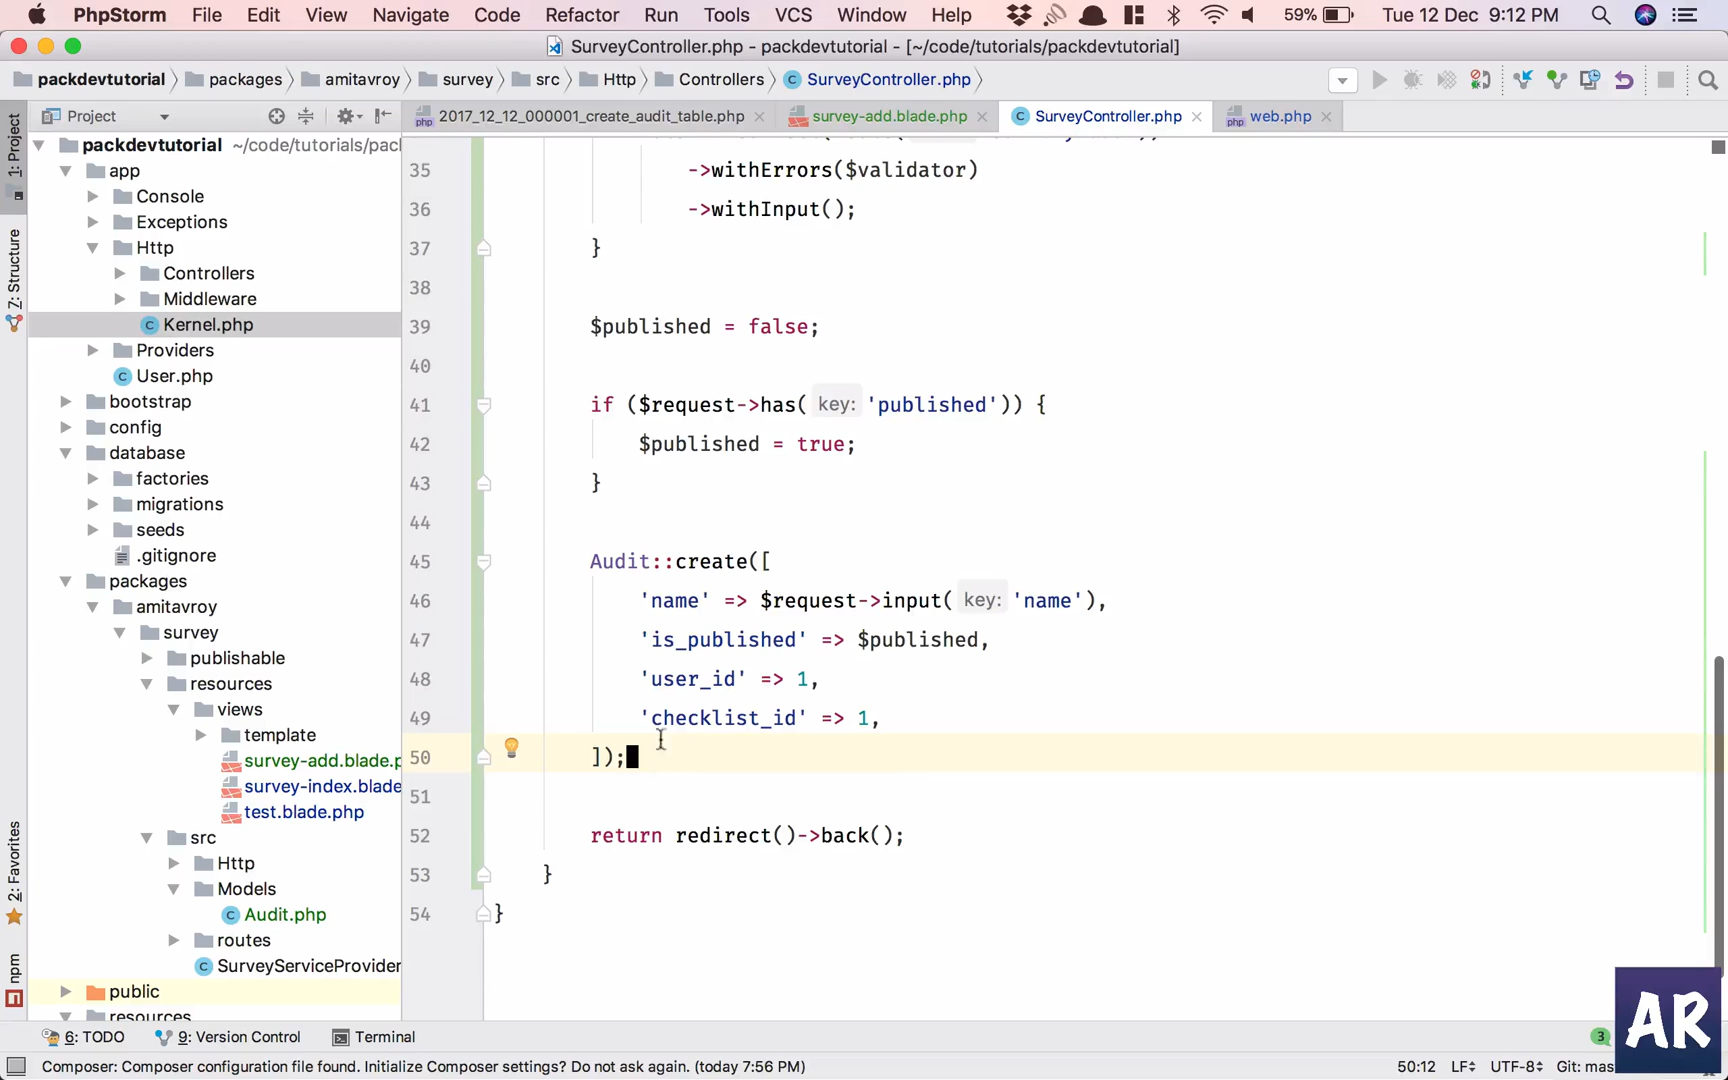 PhpStorm File Edit View Navigate Code Refactor Run Tools VCS Window Help 59% Tue 12 Dec 9:12 PM
SurveyController.php - packdevtutorial - [~/code/tutorials/packdevtutorial]
packdevtutorial packages amitavroy survey src Http Controllers SurveyController.php
Project 2017_12_12_000001_create_audit_table.php survey-add.blade.php SurveyController.php web.php
1: Project
7: Structure
2: Favorites
npm
packdevtutorial ~/code/tutorials/pac
app
Console
Exceptions
Http
Controllers
Middleware
Kernel.php
Providers
User.php
bootstrap
config
database
factories
migrations
seeds
.gitignore
packages
amitavroy
survey
publishable
resources
views
template
survey-add.blade.p
survey-index.blade
test.blade.php
src
Http
Models
Audit.php
routes
SurveyServiceProvider
public
resources
35 ->withErrors($validator)
36 ->withInput();
37 }
38
39 $published = false;
40
41 if ($request->has( key: 'published')) {
42 $published = true;
43 }
44
45 Audit::create([
46 'name' => $request->input( key: 'name'),
47 'is_published' => $published,
48 'user_id' => 1,
49 'checklist_id' => 1,
50 ]);
51
52 return redirect()->back();
53 }
54 }
AR
6: TODO 9: Version Control Terminal 3
Composer: Composer configuration file found. Initialize Composer settings? Do not ask again. (today 7:56 PM) 50:12 LF UTF-8 Git: mas